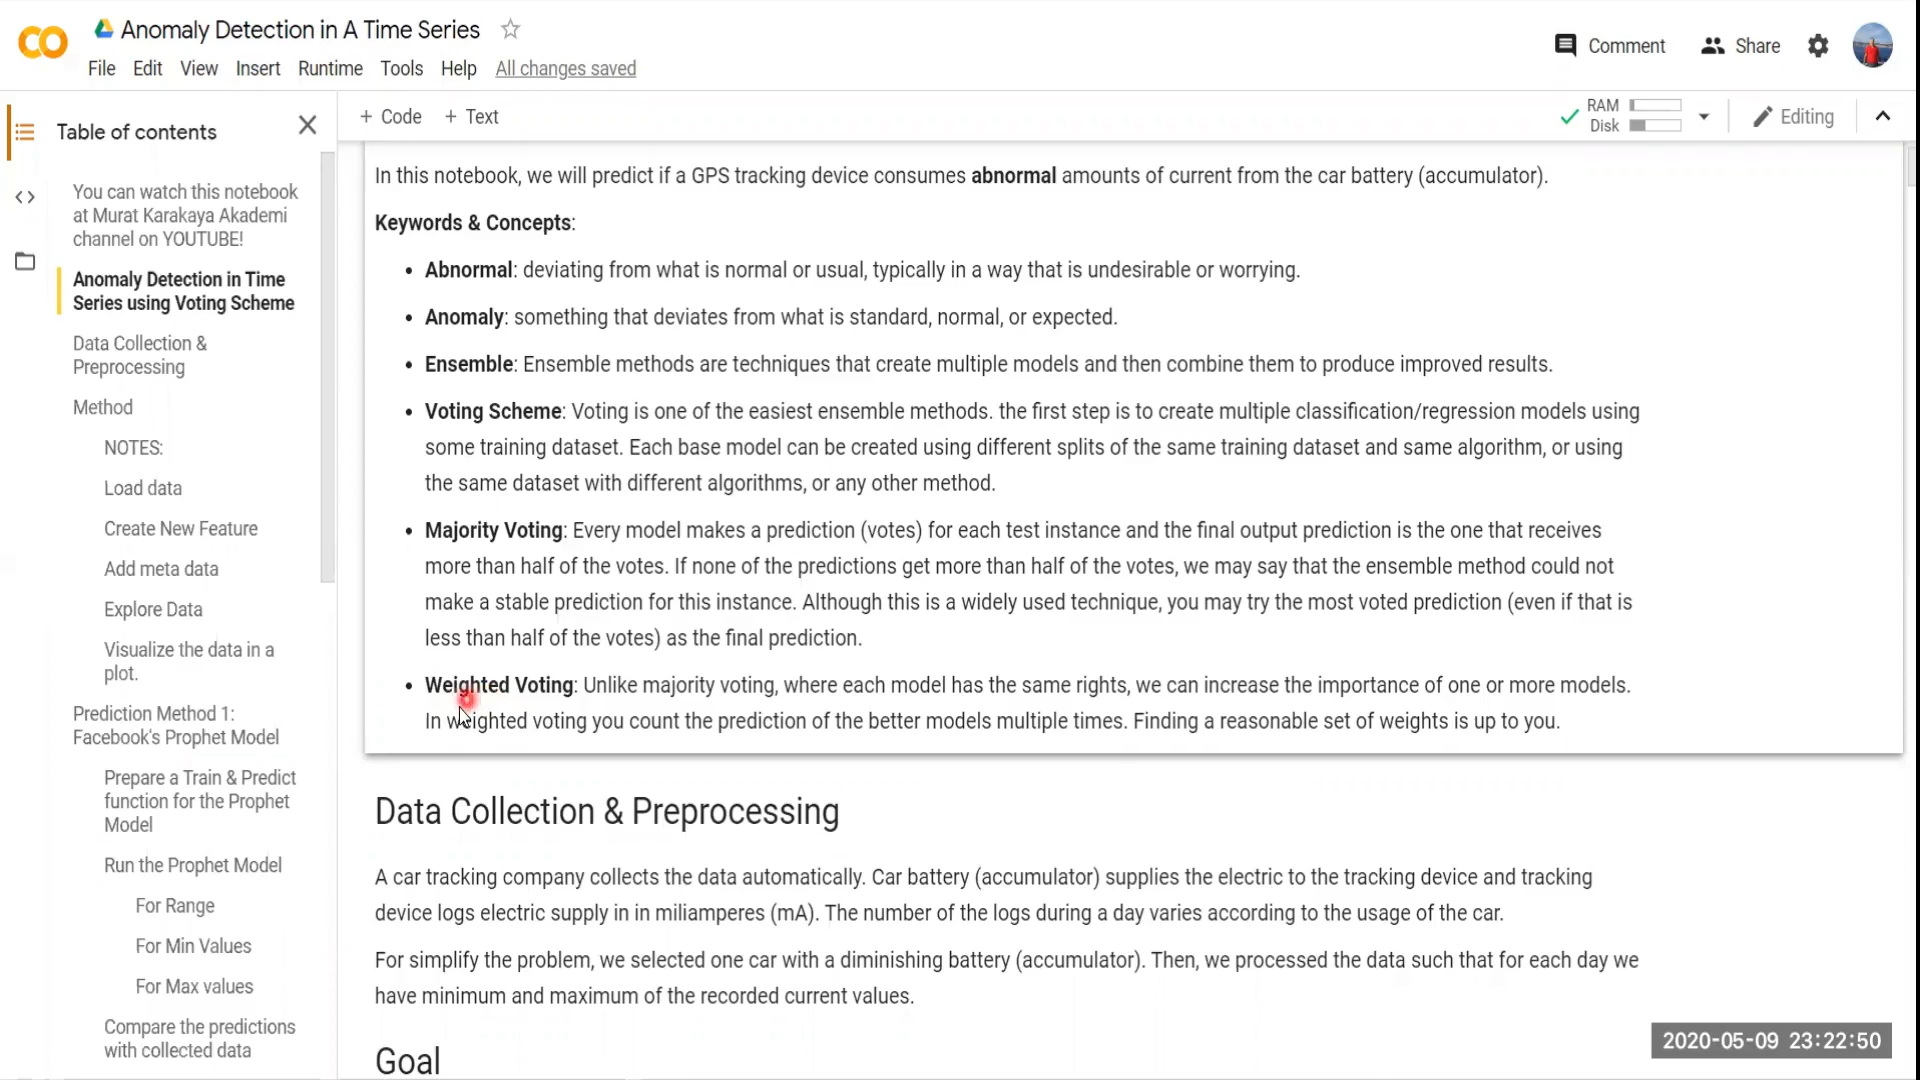 CO
Anomaly Detection in A Time Series
File Edit View Insert Runtime Tools Help All changes saved
Comment Share
Table of contents
+ Code + Text
RAM
Disk
Editing
You can watch this notebook
at Murat Karakaya Akademi
channel on YOUTUBE!
Anomaly Detection in Time
Series using Voting Scheme
Data Collection &
Preprocessing
Method
NOTES:
Load data
Create New Feature
Add meta data
Explore Data
Visualize the data in a
plot.
Prediction Method 1:
Facebook's Prophet Model
Prepare a Train & Predict
function for the Prophet
Model
Run the Prophet Model
For Range
For Min Values
For Max values
Compare the predictions
with collected data
In this notebook, we will predict if a GPS tracking device consumes abnormal amounts of current from the car battery (accumulator).
Keywords & Concepts:
• Abnormal: deviating from what is normal or usual, typically in a way that is undesirable or worrying.
• Anomaly: something that deviates from what is standard, normal, or expected.
• Ensemble: Ensemble methods are techniques that create multiple models and then combine them to produce improved results.
• Voting Scheme: Voting is one of the easiest ensemble methods. the first step is to create multiple classification/regression models using
some training dataset. Each base model can be created using different splits of the same training dataset and same algorithm, or using
the same dataset with different algorithms, or any other method.
• Majority Voting: Every model makes a prediction (votes) for each test instance and the final output prediction is the one that receives
more than half of the votes. If none of the predictions get more than half of the votes, we may say that the ensemble method could not
make a stable prediction for this instance. Although this is a widely used technique, you may try the most voted prediction (even if that is
less than half of the votes) as the final prediction.
• Weighted Voting: Unlike majority voting, where each model has the same rights, we can increase the importance of one or more models.
In weighted voting you count the prediction of the better models multiple times. Finding a reasonable set of weights is up to you.
Data Collection & Preprocessing
A car tracking company collects the data automatically. Car battery (accumulator) supplies the electric to the tracking device and tracking
device logs electric supply in in miliamperes (mA). The number of the logs during a day varies according to the usage of the car.
For simplify the problem, we selected one car with a diminishing battery (accumulator). Then, we processed the data such that for each day we
have minimum and maximum of the recorded current values.
Goal
2020-05-09 23:22:50